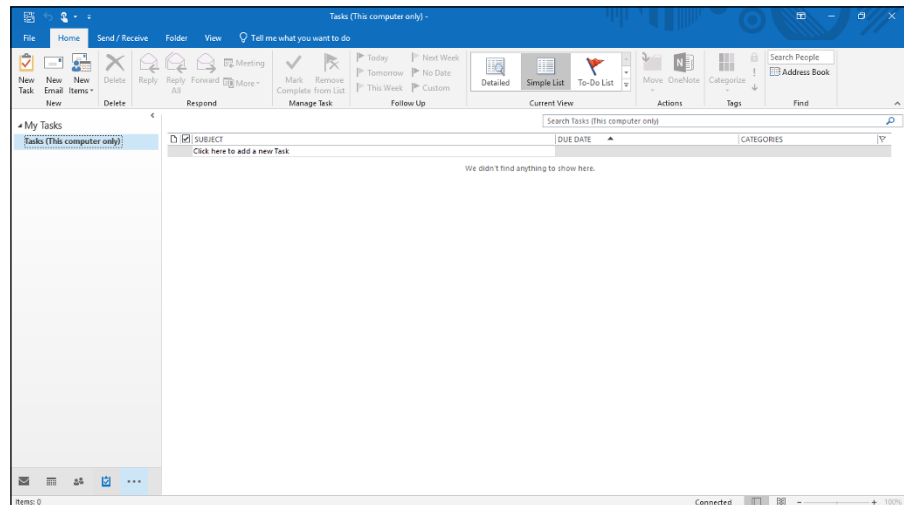 Tasks (This computer only) -
File Home Send / Receive Folder View Tell me what you want to do
New Task
New Email
New Items
Delete
Reply
Reply All
Forward
Meeting
More
Mark Complete
Remove from List
Today
Tomorrow
This Week
Next Week
No Date
Custom
Detailed
Simple List
To-Do List
Move
OneNote
Categorize
Search People
Address Book
New Delete Respond Manage Task Follow Up Current View Actions Tags Find
My Tasks
Tasks (This computer only)
Search Tasks (This computer only)
SUBJECT DUE DATE CATEGORIES
Click here to add a new Task
We didn't find anything to show here.
Items: 0 Connected 100%